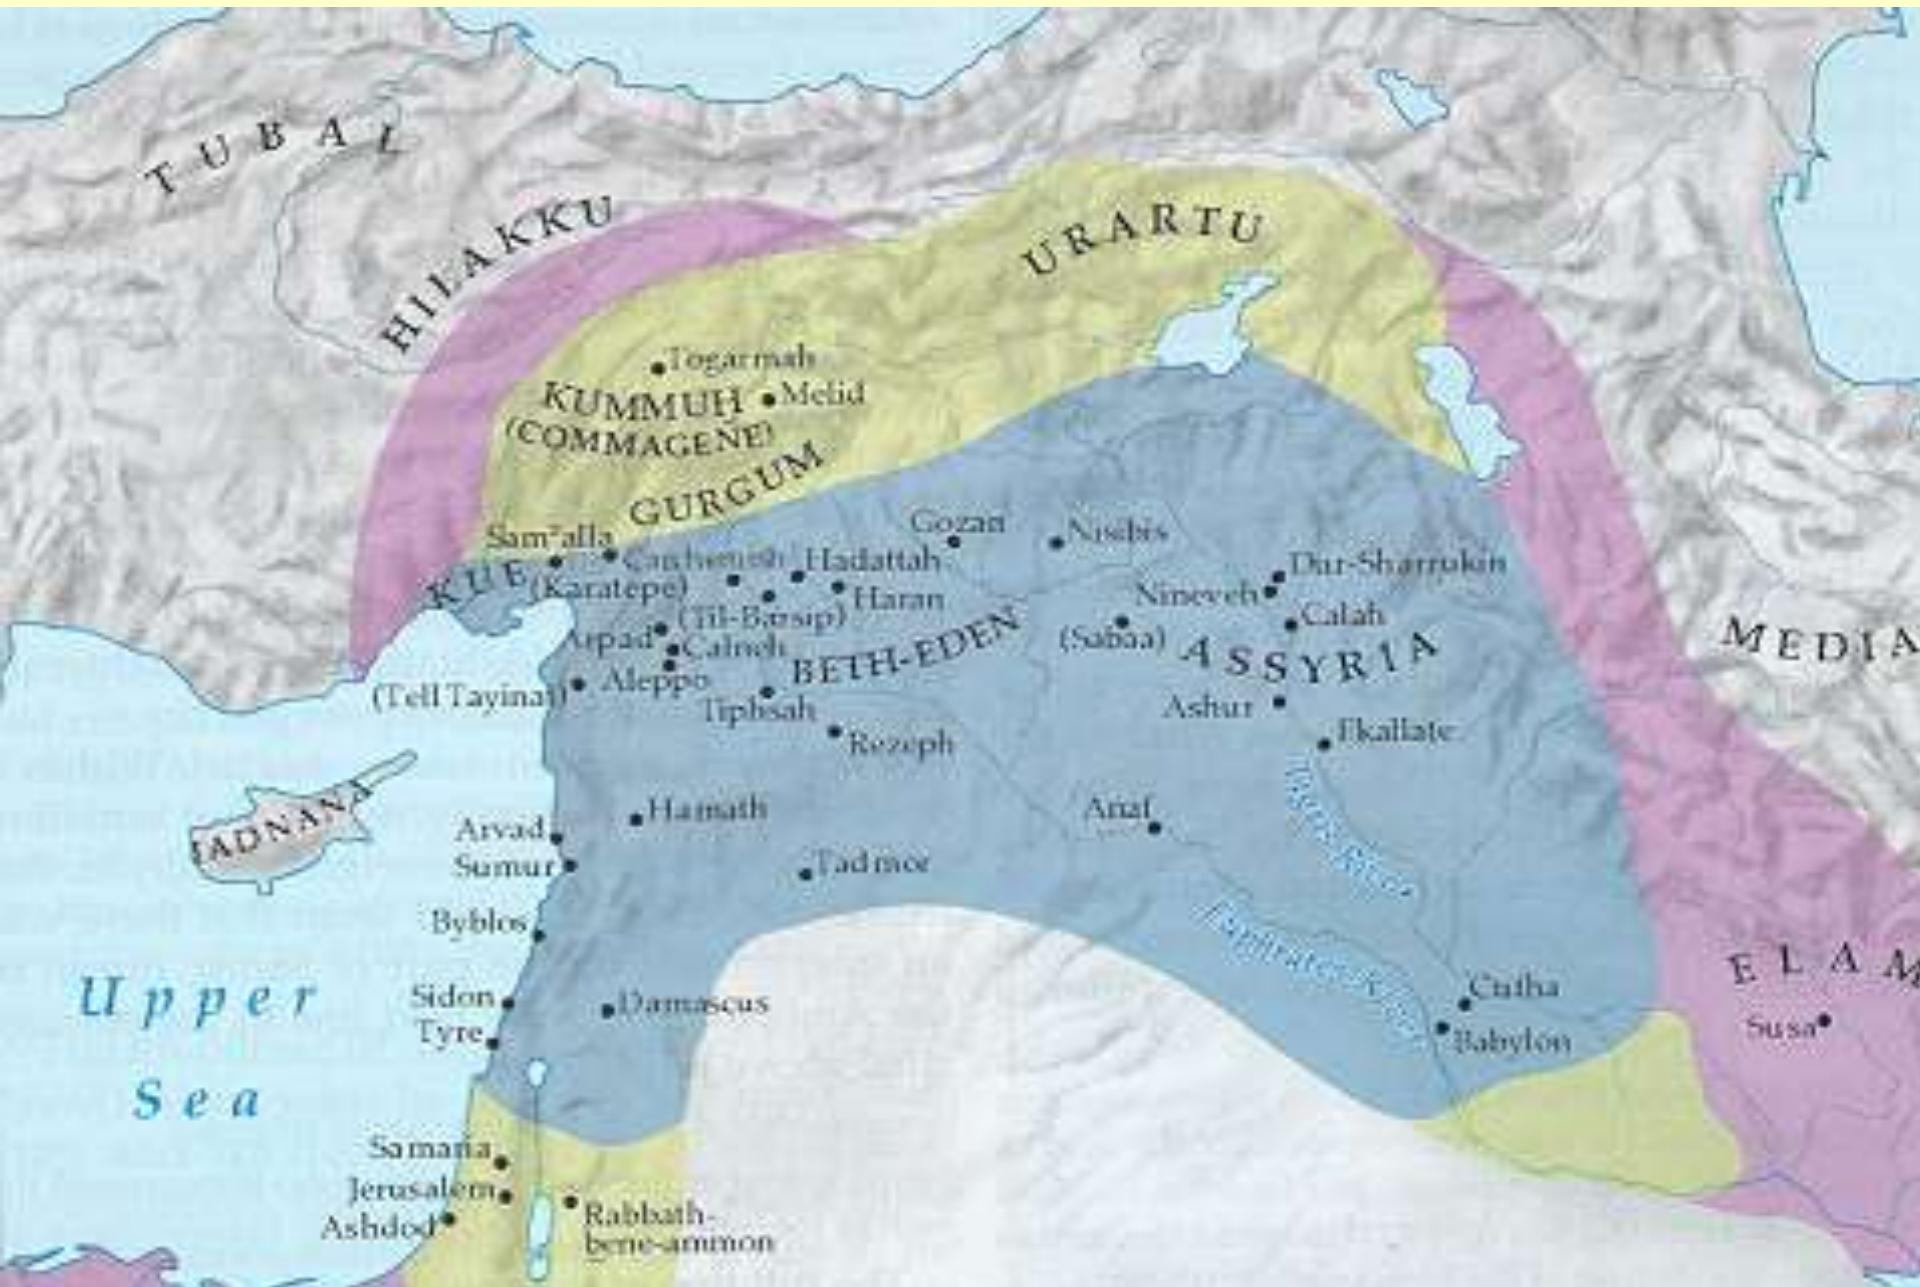 TUBAL
HILAKKU
URARTU
Togarmah
KUMMUH
Melid
(COMMAGENE)
GURGUM
Gozan
Nisibis
Sam'alla
Carchemish
Hadattah
Dur-Sharrukin
KUE
(Karatepe)
Haran
Nineveh
(Til-Barsip)
Calah
Arpad
Calneh
BETH-EDEN
(Sabaa)
ASSYRIA
MEDIA
Aleppo
(Tell Tayinat)
Tiphsah
Ashur
Rezeph
Ekallate
IADNANA
Hamath
Anat
Tigris River
Arvad
Sumur
Tadmor
Byblos
Euphrates
ELAM
Upper
Sea
Sidon
Damascus
Cutha
Susa
Tyre
Babylon
Samaria
Jerusalem
Ashdod
Rabbath-
bene-ammon